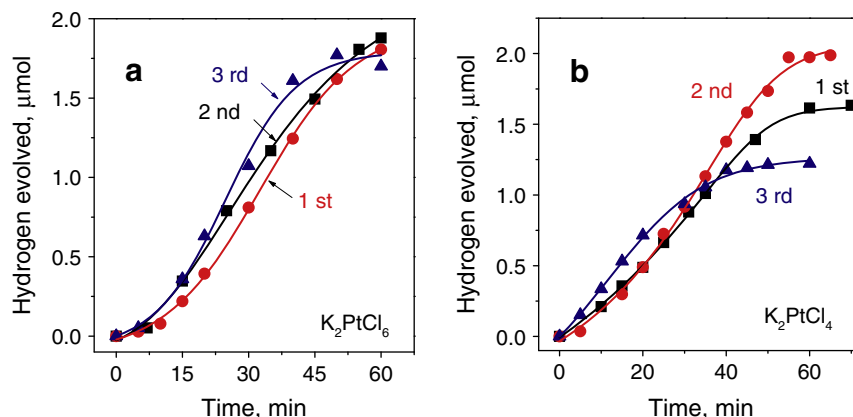 a
3 rd
2 nd
1 st
K₂PtCl₆
Hydrogen evolved, μmol
2.0
1.5
1.0
0.5
0.0
0 15 30 45 60
Time, min
b
2 nd
1 st
3 rd
K₂PtCl₄
Hydrogen evolved, μmol
2.0
1.5
1.0
0.5
0.0
0 20 40 60
Time, min